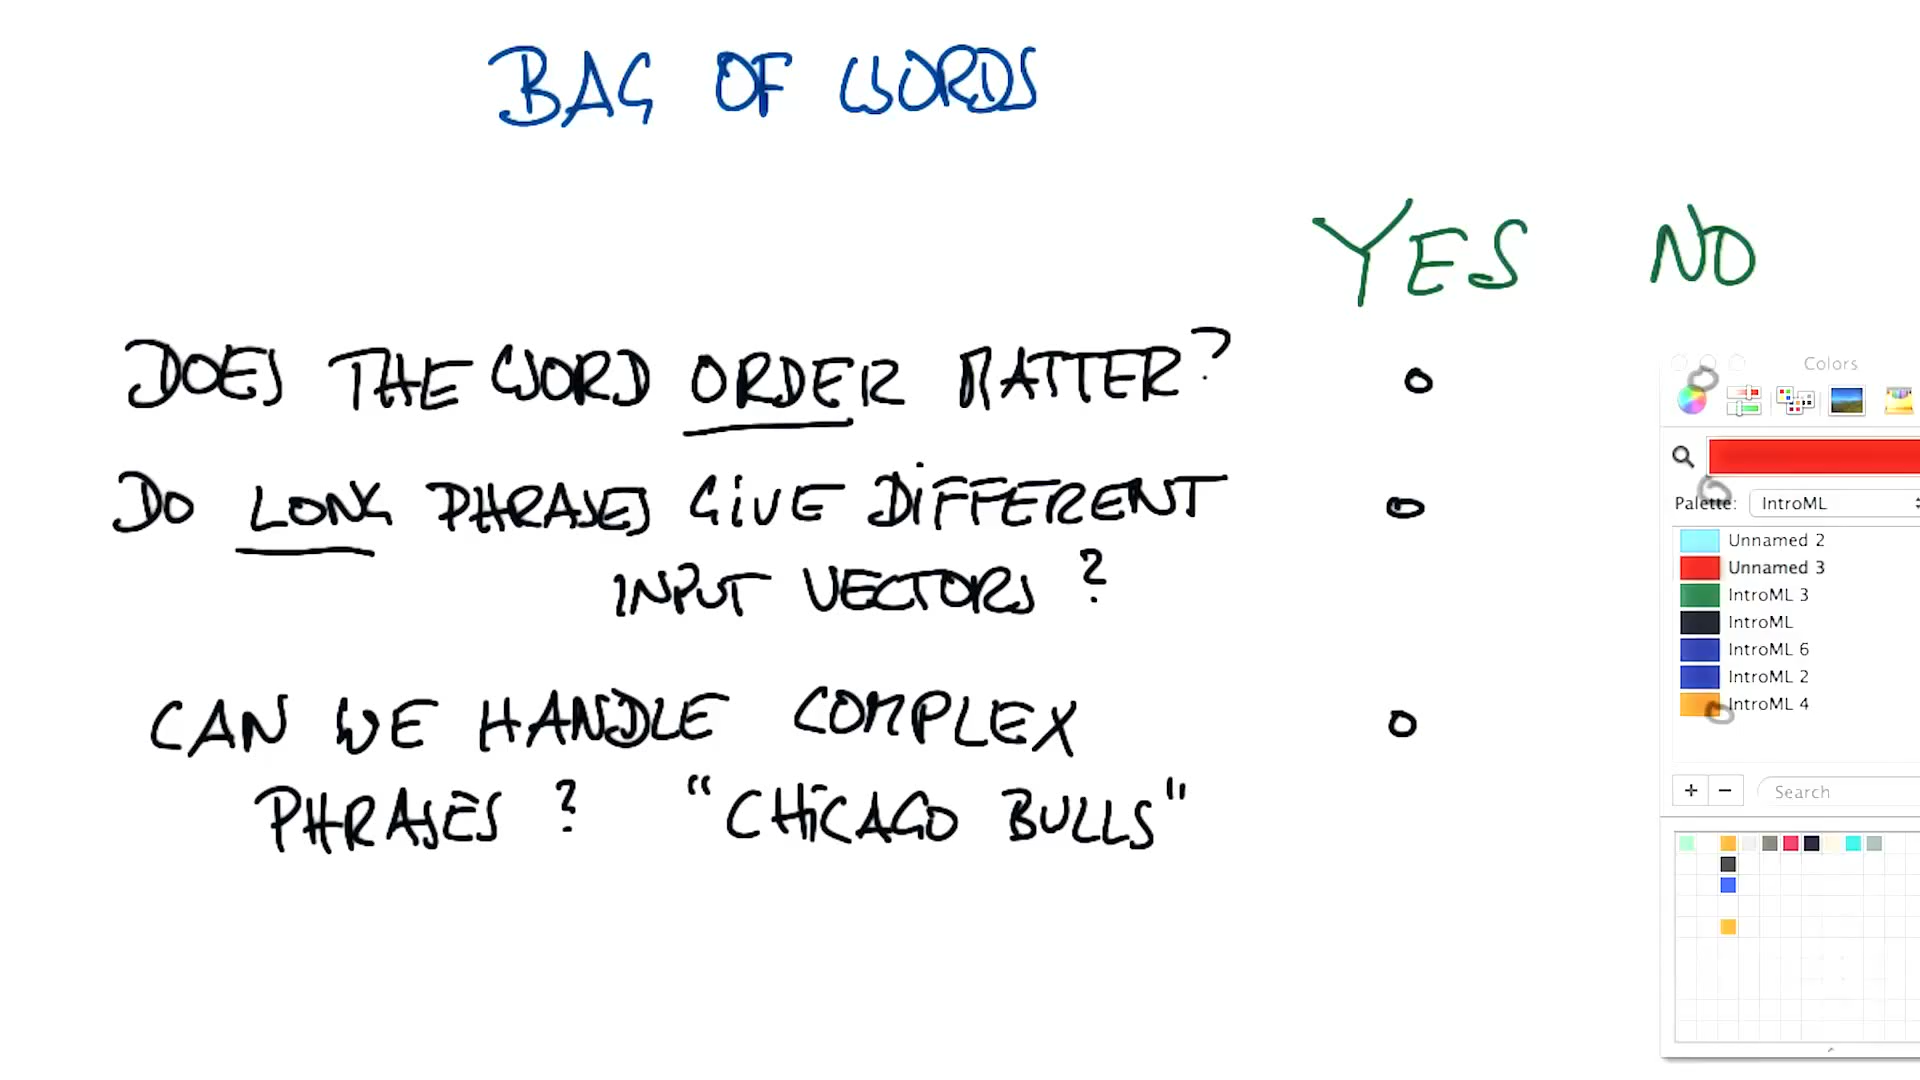 BAG OF WORDS
YES NO
DOES THE WORD ORDER MATTER?
DO LONG PHRASES GIVE DIFFERENT
INPUT VECTORS?
CAN WE HANDLE COMPLEX
PHRASES? "CHICAGO BULLS"
Colors
Palette: IntroML
Unnamed 2
Unnamed 3
IntroML 3
IntroML
IntroML 6
IntroML 2
IntroML 4
+ − Search